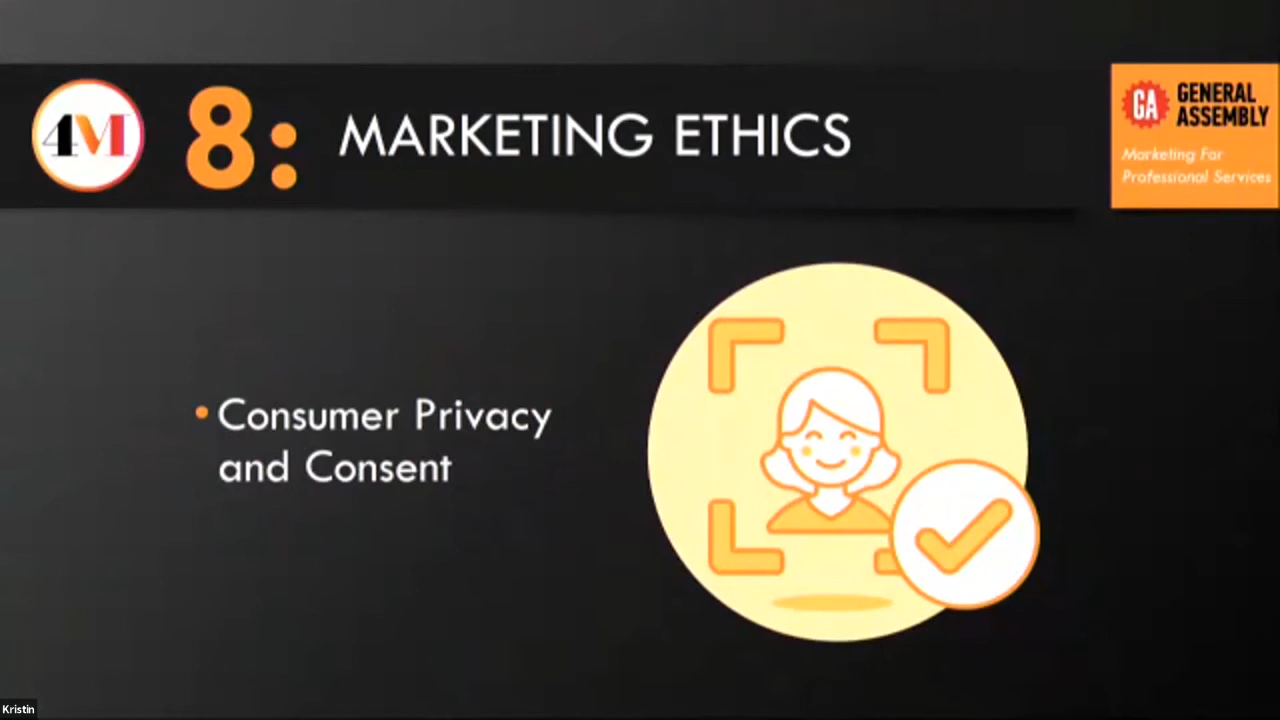 4M
8:
MARKETING ETHICS
GA
GENERAL
ASSEMBLY
Marketing For
Professional Services
• Consumer Privacy
and Consent
Kristin